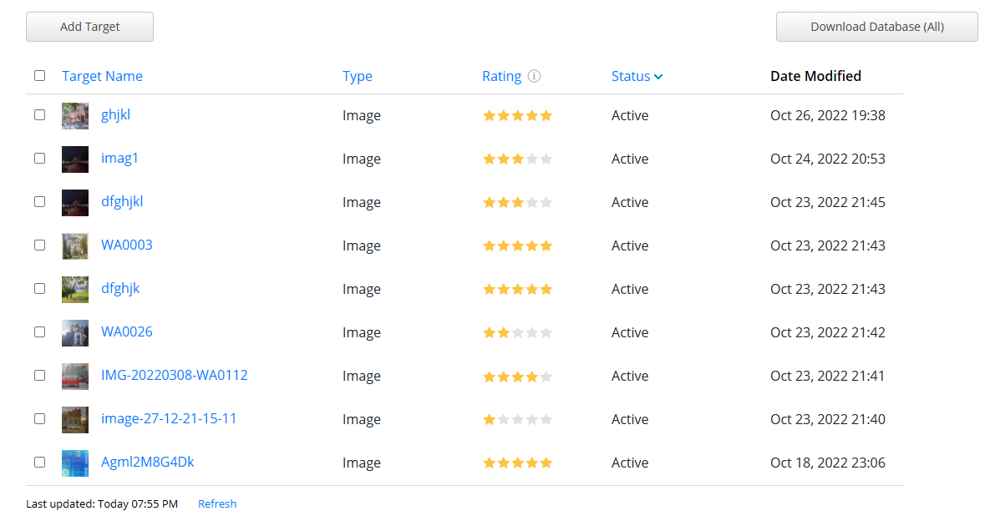 Add Target Download Database (All)
Target Name Type Rating Status Date Modified
ghjkl Image Active Oct 26, 2022 19:38
imag1 Image Active Oct 24, 2022 20:53
dfghjkl Image Active Oct 23, 2022 21:45
WA0003 Image Active Oct 23, 2022 21:43
dfghjk Image Active Oct 23, 2022 21:43
WA0026 Image Active Oct 23, 2022 21:42
IMG-20220308-WA0112 Image Active Oct 23, 2022 21:41
image-27-12-21-15-11 Image Active Oct 23, 2022 21:40
Agml2M8G4Dk Image Active Oct 18, 2022 23:06
Last updated: Today 07:55 PM Refresh